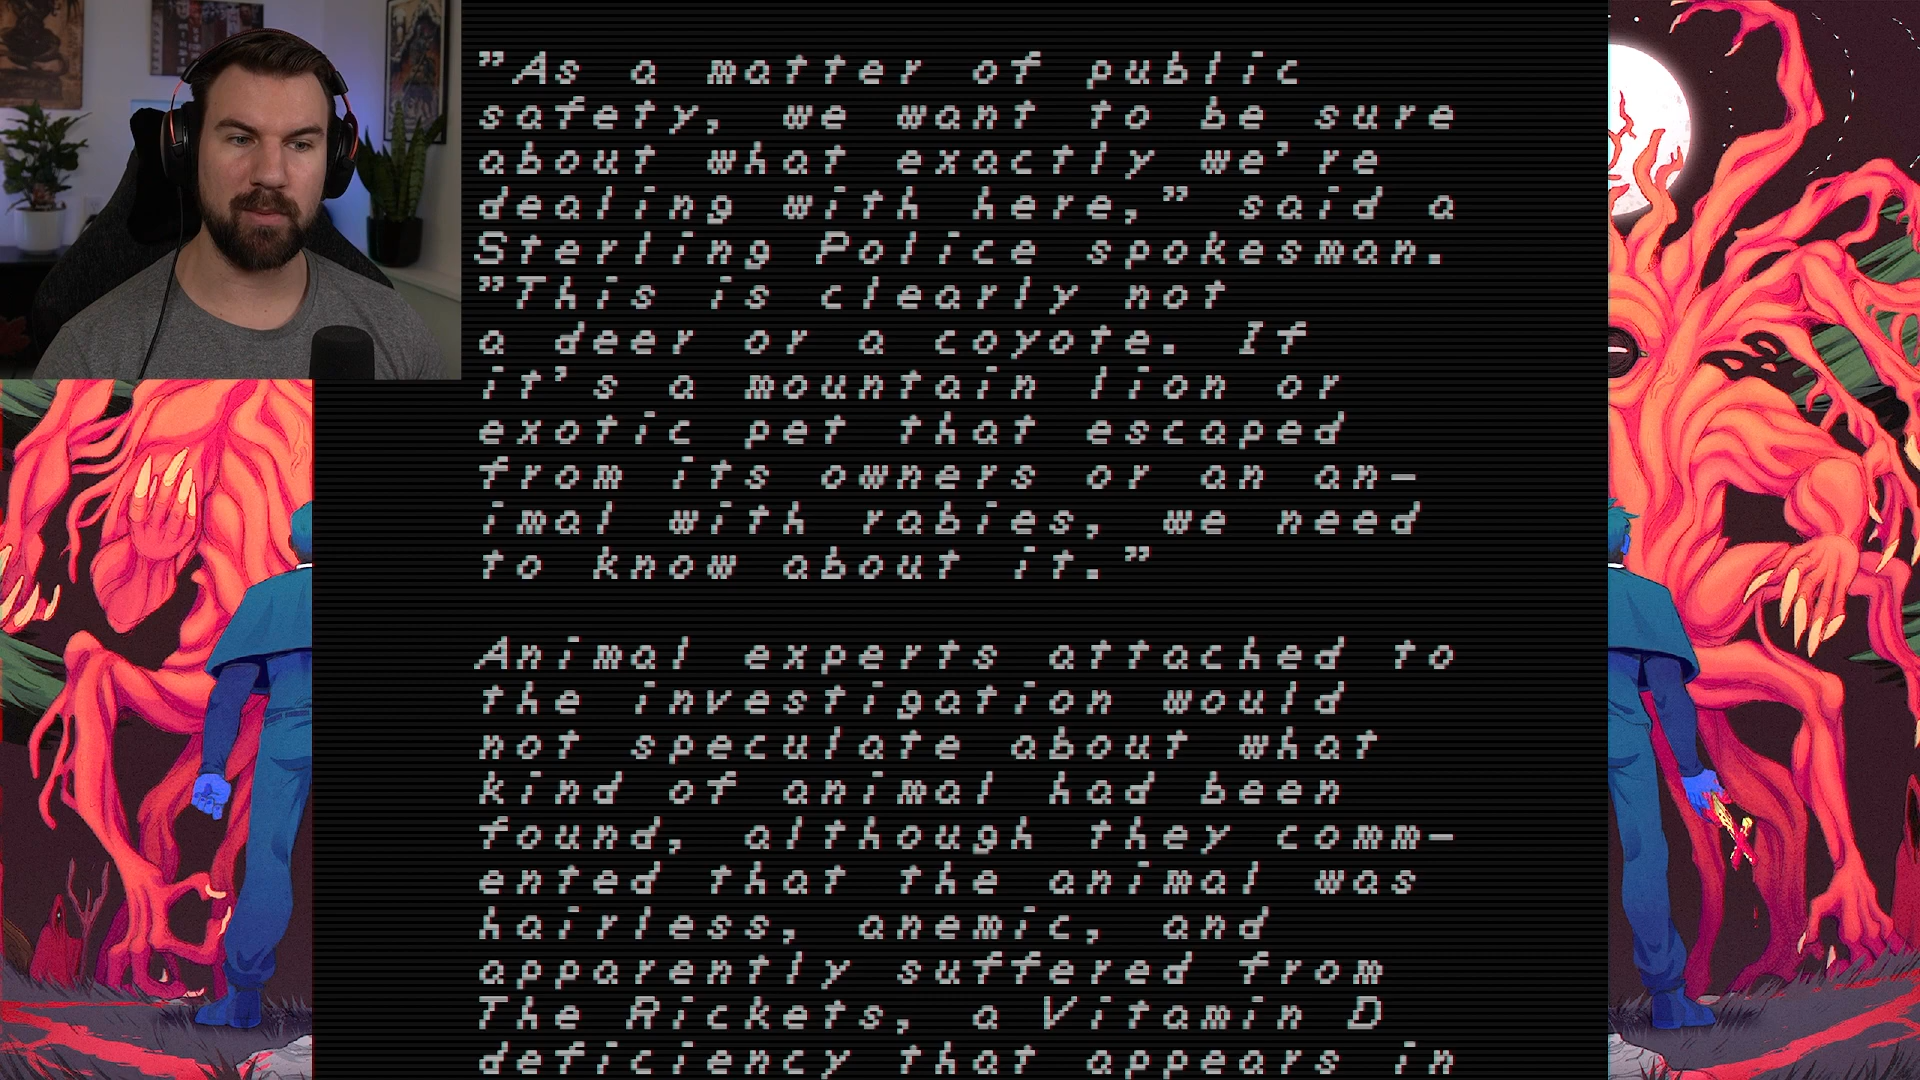 "As a matter of public
safety, we want to be sure
about what exactly we're
dealing with here," said a
Sterling Police spokesman.
"This is clearly not
a deer or a coyote. If
it's a mountain lion or
exotic pet that escaped
from its owners or an an-
imal with rabies, we need
to know about it."
Animal experts attached to
the investigation would
not speculate about what
kind of animal had been
found, although they comm-
ented that the animal was
hairless, anemic, and
apparently suffered from
The Rickets, a Vitamin D
deficiency that appears in